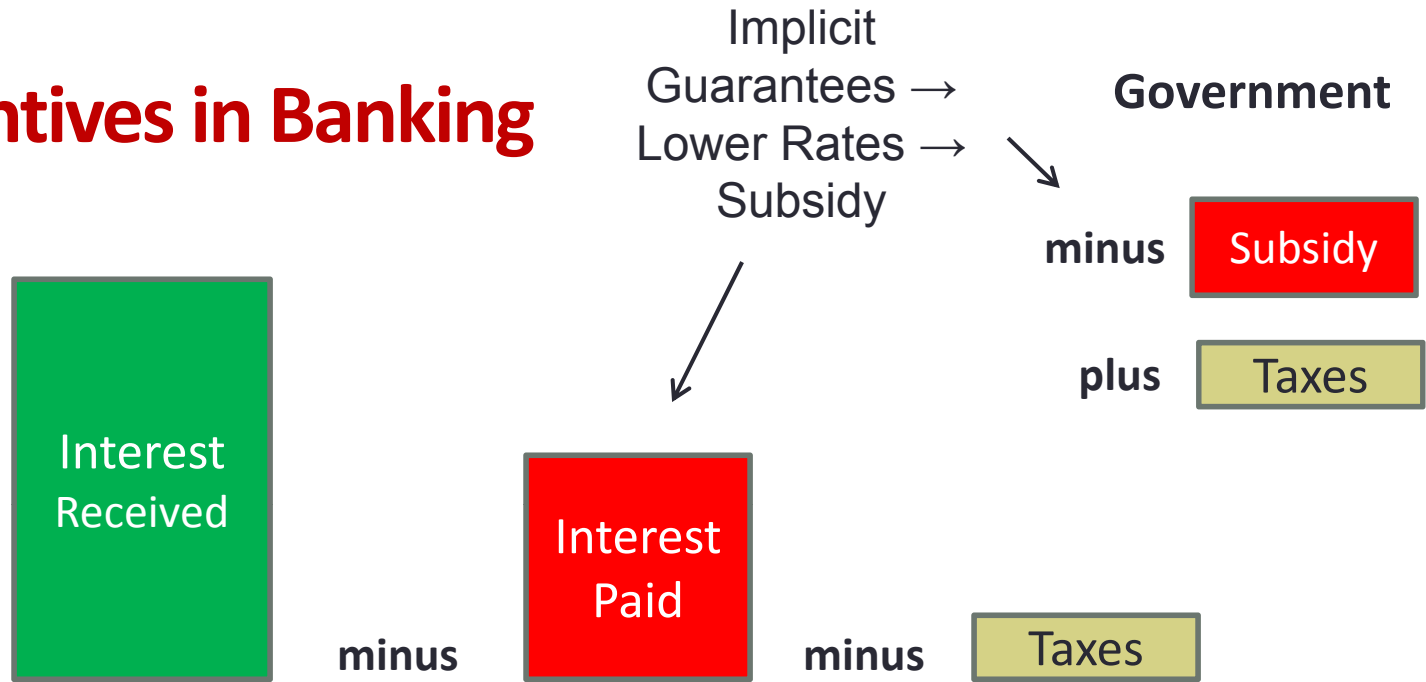 ntives in Banking
Implicit
Guarantees →
Lower Rates →
Subsidy
Government
minus
Subsidy
plus
Taxes
Interest
Received
minus
Interest
Paid
minus
Taxes